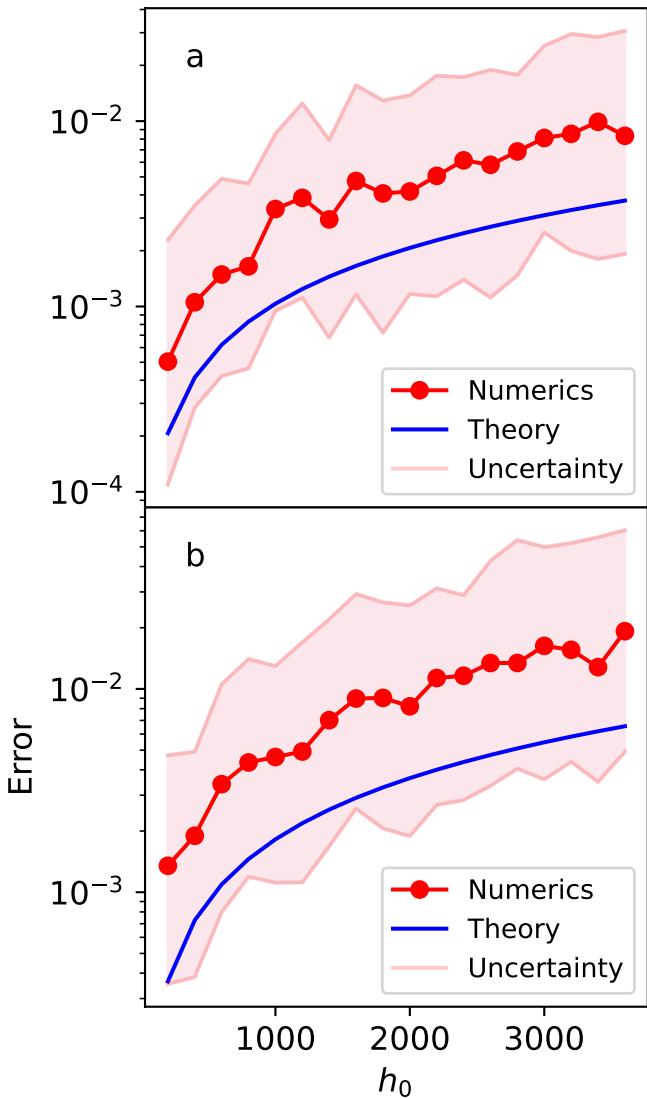 a
10⁻²
10⁻³
10⁻⁴
Numerics
Theory
Uncertainty
b
10⁻²
10⁻³
Error
Numerics
Theory
Uncertainty
1000 2000 3000
h₀